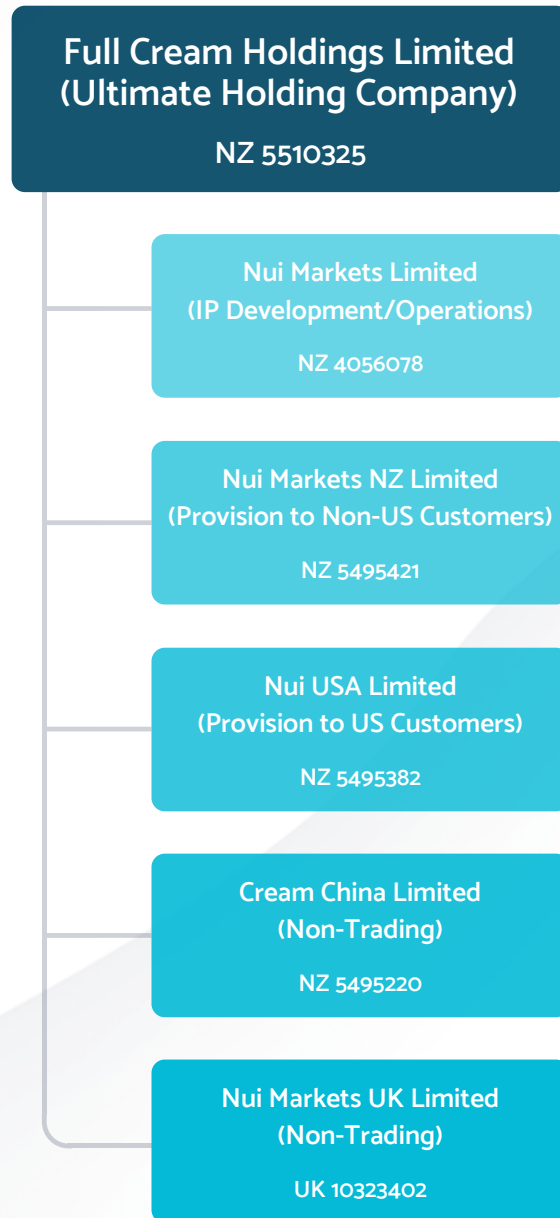 Full Cream Holdings Limited
(Ultimate Holding Company)
NZ 5510325
Nui Markets Limited
(IP Development/Operations)
NZ 4056078
Nui Markets NZ Limited
(Provision to Non-US Customers)
NZ 5495421
Nui USA Limited
(Provision to US Customers)
NZ 5495382
Cream China Limited
(Non-Trading)
NZ 5495220
Nui Markets UK Limited
(Non-Trading)
UK 10323402